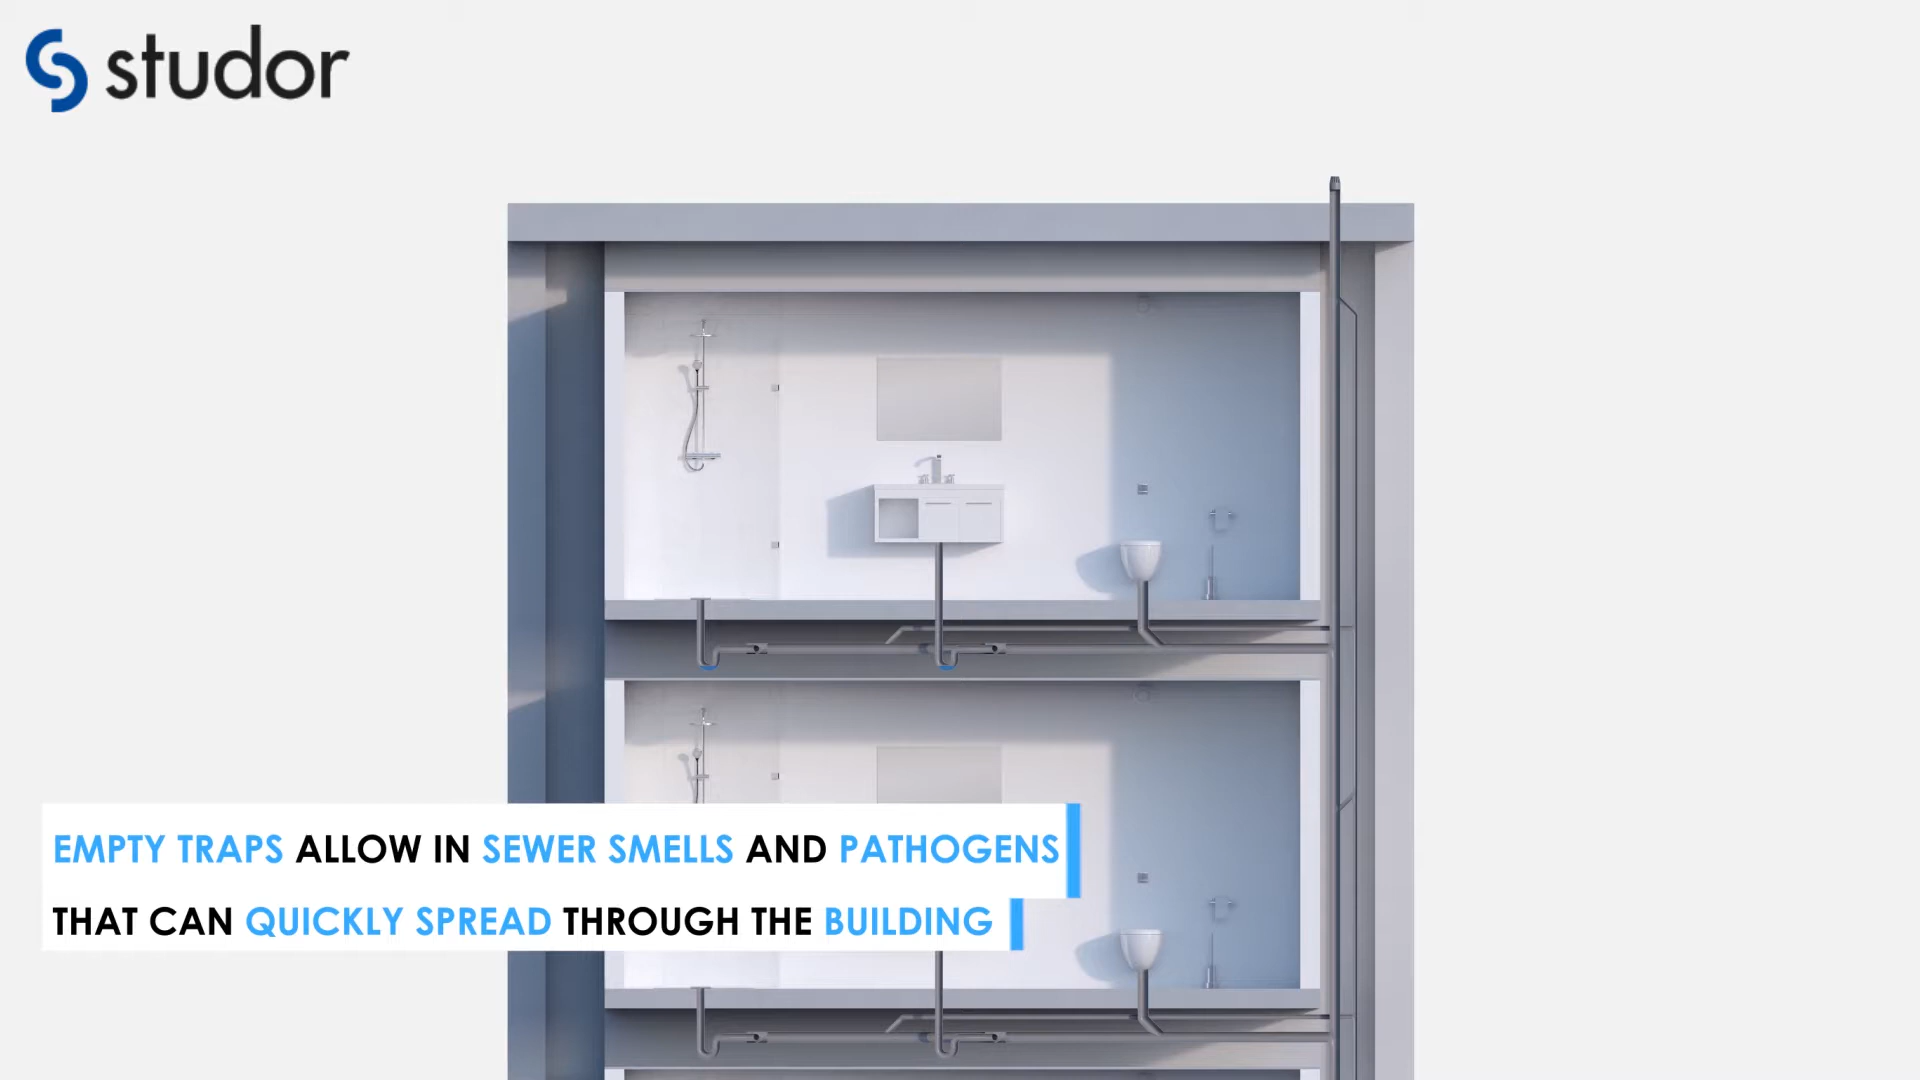 studor
EMPTY TRAPS ALLOW IN SEWER SMELLS AND PATHOGENS
THAT CAN QUICKLY SPREAD THROUGH THE BUILDING